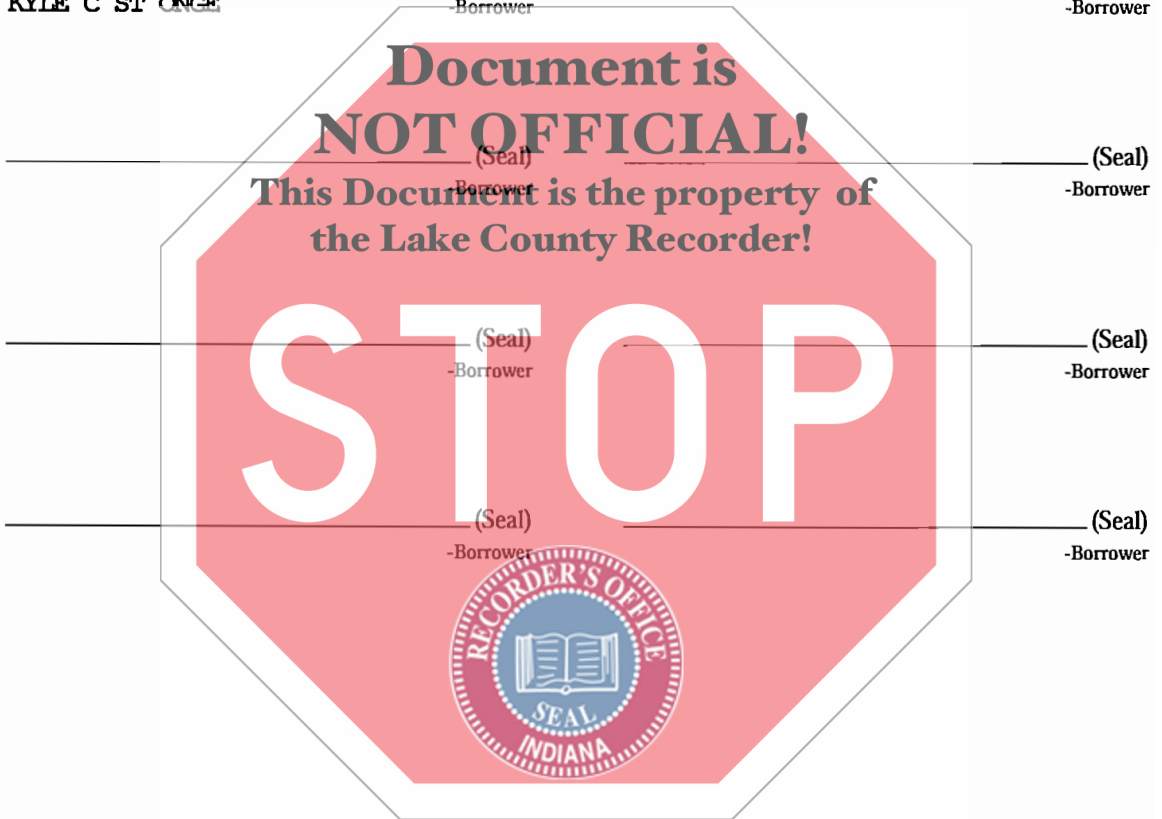 KYLE C ST ONGE -Borrower -Borrower
Document is
NOT OFFICIAL!
(Seal) (Seal)
-Borrower -Borrower
This Document is the property of
the Lake County Recorder!
(Seal) (Seal)
-Borrower -Borrower
STOP
(Seal) (Seal)
-Borrower -Borrower
RECORDER'S OFFICE
SEAL
INDIANA